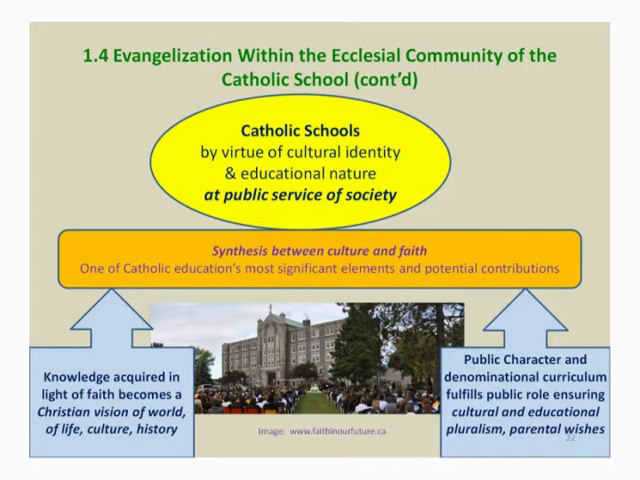 1.4 Evangelization Within the Ecclesial Community of the
Catholic School (cont'd)
Catholic Schools
by virtue of cultural identity
& educational nature
at public service of society
Synthesis between culture and faith
One of Catholic education's most significant elements and potential contributions
Knowledge acquired in
light of faith becomes a
Christian vision of world,
of life, culture, history
Public Character and
denominational curriculum
fulfills public role ensuring
cultural and educational
pluralism, parental wishes
Image: www.faithinourfuture.ca
22